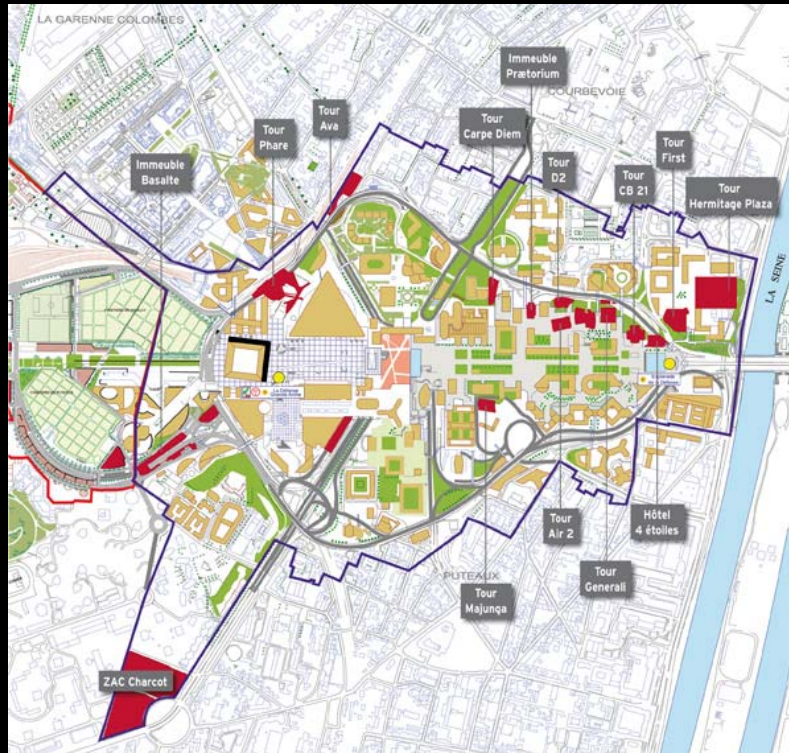 LA GARENNE COLOMBES
Immeuble
Prætorium
COURBEVOIE
Tour
Ava
Tour
Phare
Tour
Carpe Diem
Immeuble
Basalte
Tour
D2
Tour
CB 21
Tour
First
Tour
Hermitage Plaza
LA SEINE
Tour
Air 2
Hôtel
4 étoiles
Tour
Generali
PUTEAUX
Tour
Majunga
ZAC Charcot